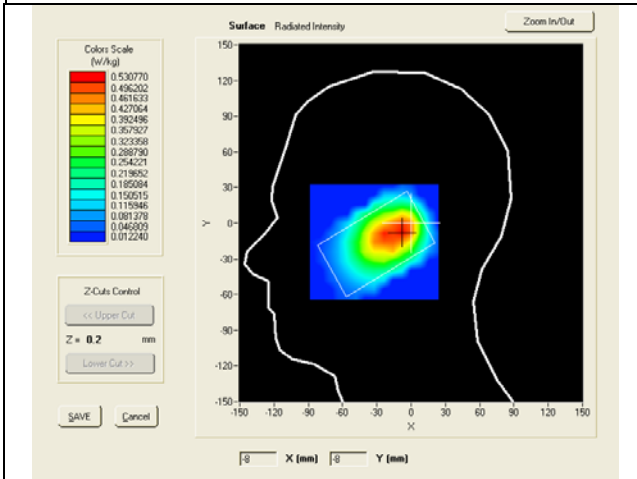 Surface Radiated Intensity
Zoom In/Out
Colors Scale
(W/kg)
0.530770
0.496202
0.461633
0.427064
0.392496
0.357927
0.323358
0.288790
0.254221
0.219652
0.185084
0.150515
0.115946
0.081378
0.046809
0.012240
Z-Cuts Control
<< Upper Cut
Z = 0.2 mm
Lower Cut >>
SAVE Cancel
150
120
90
60
30
0
-30
-60
-90
-120
-150
Y
-150 -120 -90 -60 -30 0 30 60 90 120 150
X
-8 X (mm) -8 Y (mm)